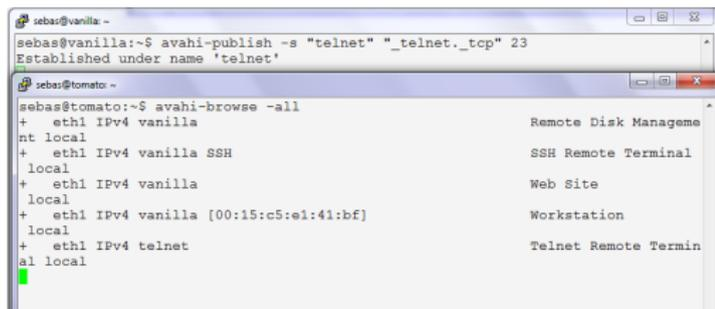 sebas@vanilla: ~
sebas@vanilla:~$ avahi-publish -s "telnet" "_telnet._tcp" 23
Established under name 'telnet'
sebas@tomato: ~
sebas@tomato:~$ avahi-browse -all
+ eth1 IPv4 vanilla Remote Disk Manageme
nt local
+ eth1 IPv4 vanilla SSH SSH Remote Terminal
local
+ eth1 IPv4 vanilla Web Site
local
+ eth1 IPv4 vanilla [00:15:c5:e1:41:bf] Workstation
local
+ eth1 IPv4 telnet Telnet Remote Termin
al local